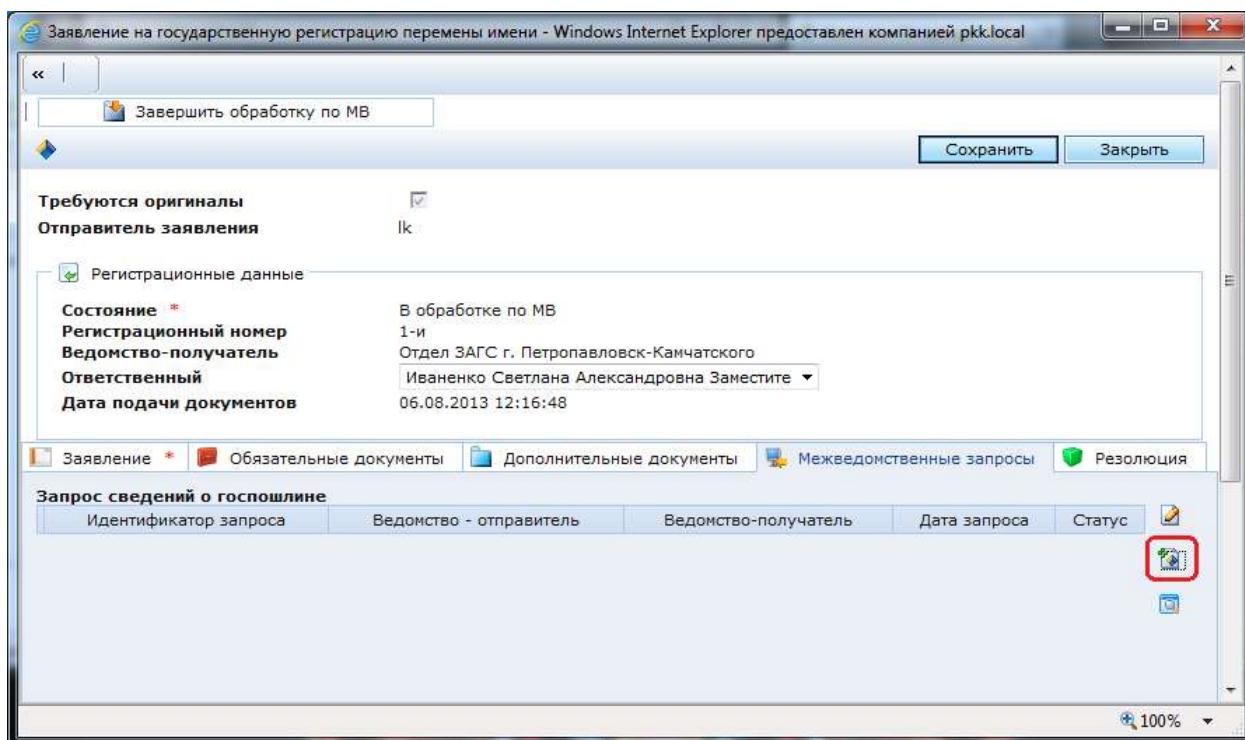 Заявление на государственную регистрацию перемены имени - Windows Internet Explorer предоставлен компанией pkk.local
«
Завершить обработку по МВ
Сохранить Закрыть
Требуются оригиналы
Отправитель заявления lk
Регистрационные данные
Состояние * В обработке по МВ
Регистрационный номер 1-и
Ведомство-получатель Отдел ЗАГС г. Петропавловск-Камчатского
Ответственный Иваненко Светлана Александровна Заместите
Дата подачи документов 06.08.2013 12:16:48
Заявление * Обязательные документы Дополнительные документы Межведомственные запросы Резолюция
Запрос сведений о госпошлине
Идентификатор запроса Ведомство - отправитель Ведомство-получатель Дата запроса Статус
100%